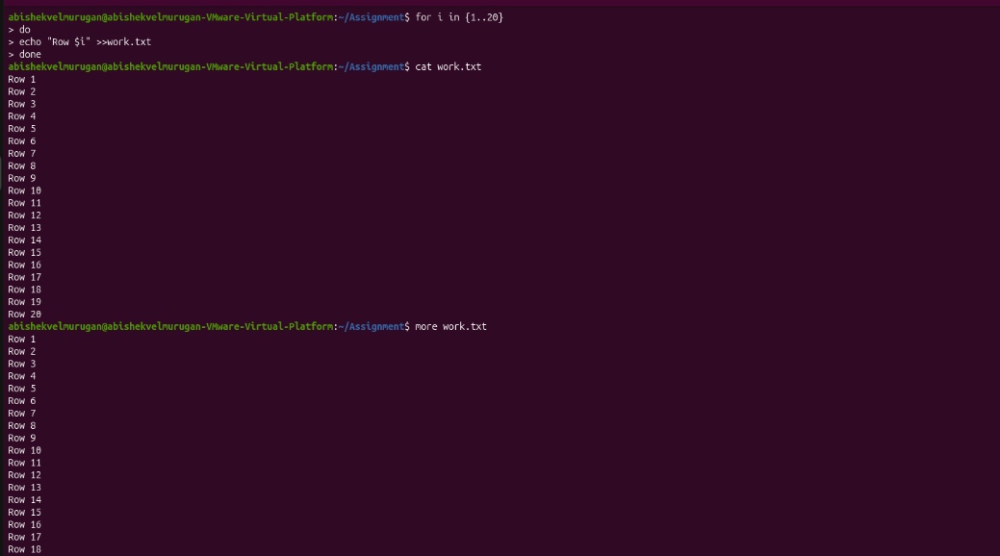 abishekvelmurugan@abishekvelmurugan-VMware-Virtual-Platform:~/Assignment$ for i in {1..20}
> do
> echo "Row $i" >>work.txt
> done
abishekvelmurugan@abishekvelmurugan-VMware-Virtual-Platform:~/Assignment$ cat work.txt
Row 1
Row 2
Row 3
Row 4
Row 5
Row 6
Row 7
Row 8
Row 9
Row 10
Row 11
Row 12
Row 13
Row 14
Row 15
Row 16
Row 17
Row 18
Row 19
Row 20
abishekvelmurugan@abishekvelmurugan-VMware-Virtual-Platform:~/Assignment$ more work.txt
Row 1
Row 2
Row 3
Row 4
Row 5
Row 6
Row 7
Row 8
Row 9
Row 10
Row 11
Row 12
Row 13
Row 14
Row 15
Row 16
Row 17
Row 18